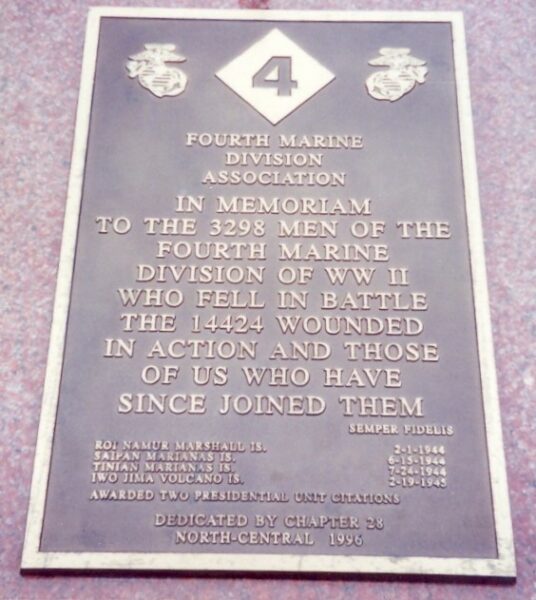 4
FOURTH MARINE
DIVISION
ASSOCIATION
IN MEMORIAM
TO THE 3298 MEN OF THE
FOURTH MARINE
DIVISION OF WW II
WHO FELL IN BATTLE
THE 14424 WOUNDED
IN ACTION AND THOSE
OF US WHO HAVE
SINCE JOINED THEM
SEMPER FIDELIS
ROI NAMUR MARSHALL IS. 2-1-1944
SAIPAN MARIANAS IS. 6-15-1944
TINIAN MARIANAS IS. 7-24-1944
IWO JIMA VOLCANO IS. 2-19-1945
AWARDED TWO PRESIDENTIAL UNIT CITATIONS
DEDICATED BY CHAPTER 28
NORTH-CENTRAL 1996